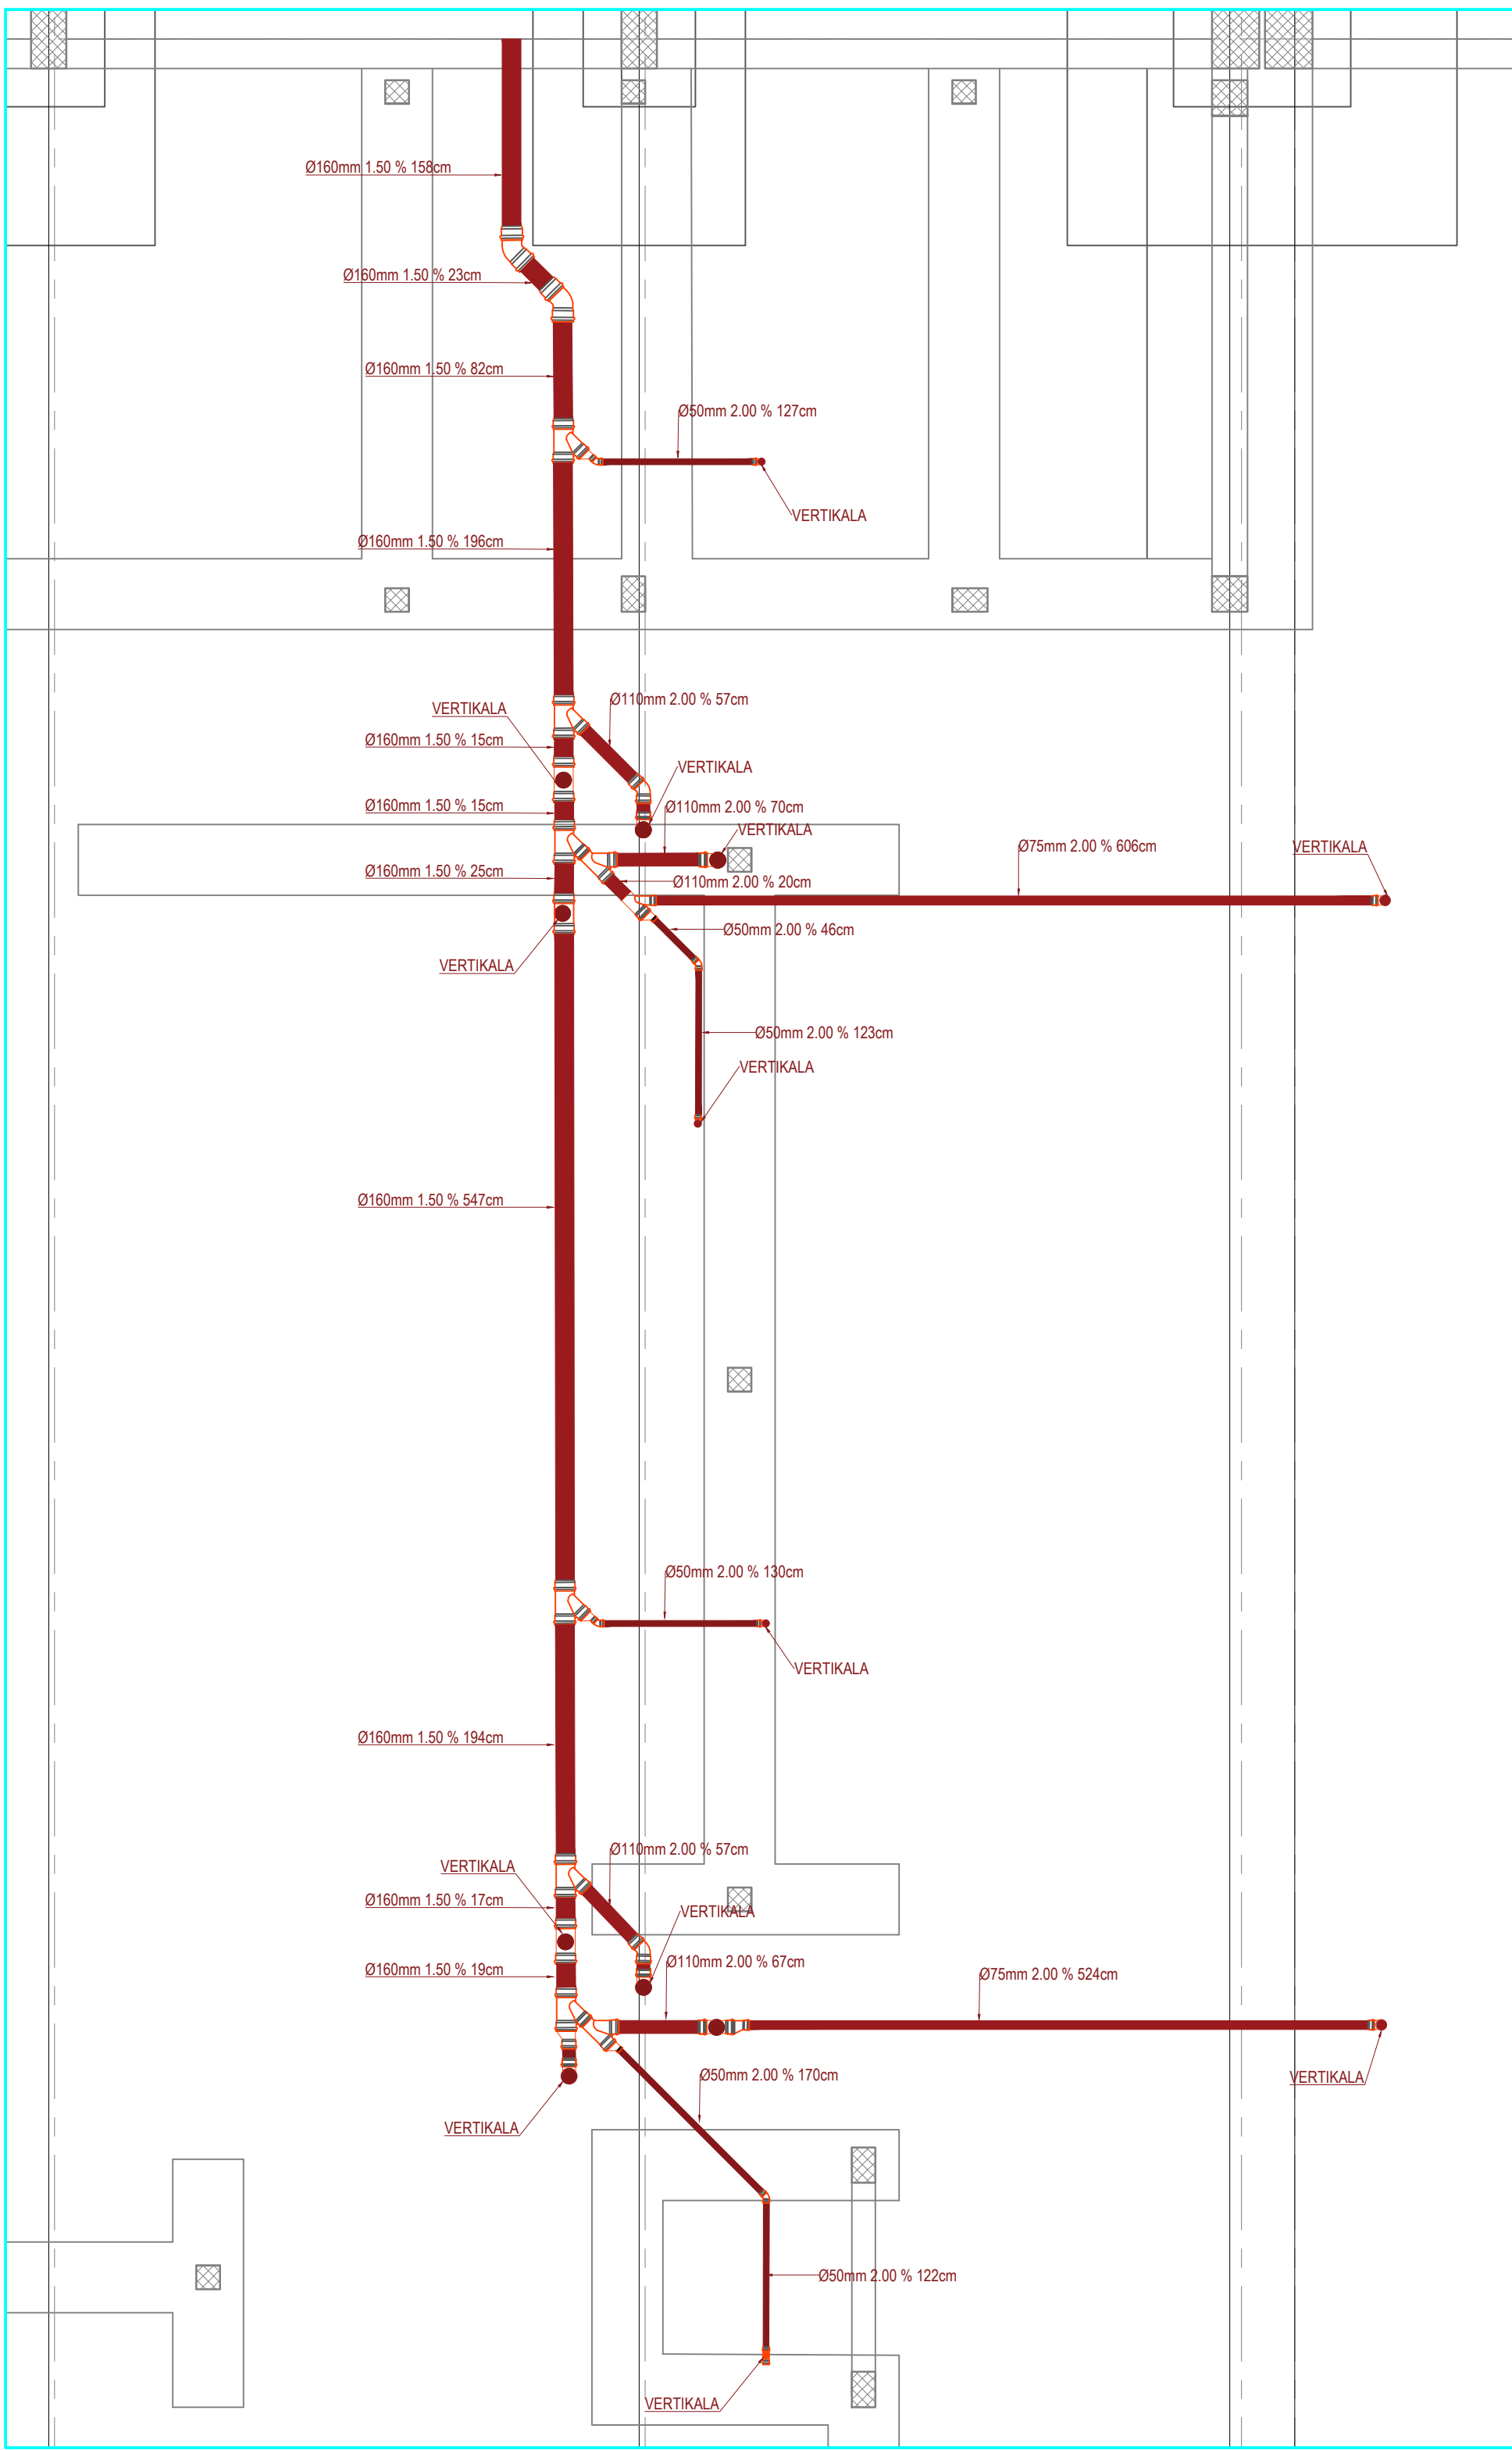 Ø160mm 1.50 % 158cm
Ø160mm 1.50 % 23cm
Ø160mm 1.50 % 82cm
Ø50mm 2.00 % 127cm
VERTIKALA
Ø160mm 1.50 % 196cm
Ø110mm 2.00 % 57cm
VERTIKALA
Ø160mm 1.50 % 15cm
VERTIKALA
Ø160mm 1.50 % 15cm
Ø110mm 2.00 % 70cm
VERTIKALA
Ø75mm 2.00 % 606cm
VERTIKALA
Ø160mm 1.50 % 25cm
Ø110mm 2.00 % 20cm
Ø50mm 2.00 % 46cm
VERTIKALA
Ø50mm 2.00 % 123cm
VERTIKALA
Ø160mm 1.50 % 547cm
Ø50mm 2.00 % 130cm
VERTIKALA
Ø160mm 1.50 % 194cm
Ø110mm 2.00 % 57cm
VERTIKALA
Ø160mm 1.50 % 17cm
VERTIKALA
Ø110mm 2.00 % 67cm
Ø160mm 1.50 % 19cm
Ø75mm 2.00 % 524cm
Ø50mm 2.00 % 170cm
VERTIKALA
VERTIKALA
Ø50mm 2.00 % 122cm
VERTIKALA